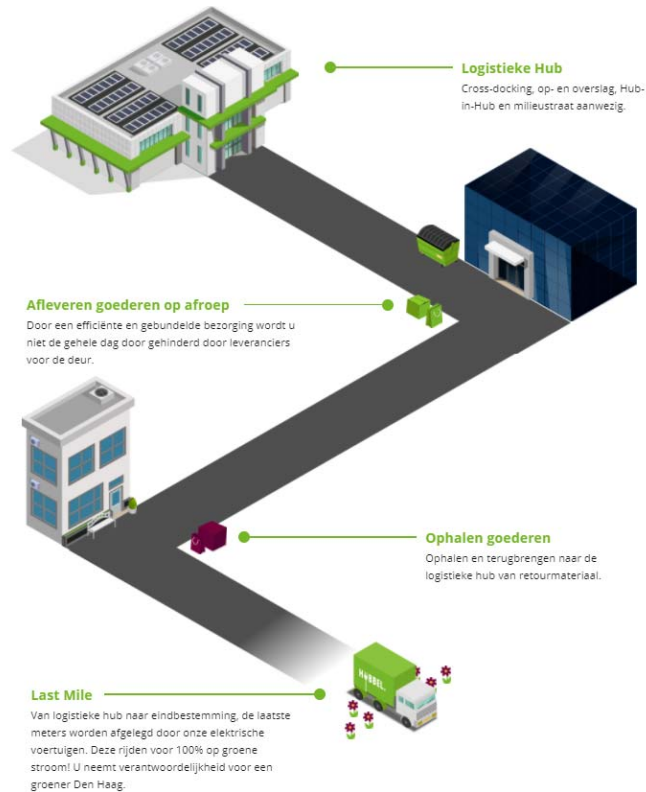 Logistieke Hub
Cross-docking, op- en overslag, Hub-
in-Hub en milieustraat aanwezig.
Afleveren goederen op afroep
Door een efficiënte en gebundelde bezorging wordt u
niet de gehele dag door gehinderd door leveranciers
voor de deur.
Ophalen goederen
Ophalen en terugbrengen naar de
logistieke hub van retourmateriaal.
HUBBEL.
Last Mile
Van logistieke hub naar eindbestemming, de laatste
meters worden afgelegd door onze elektrische
voertuigen. Deze rijden voor 100% op groene
stroom! U neemt verantwoordelijkheid voor een
groener Den Haag.